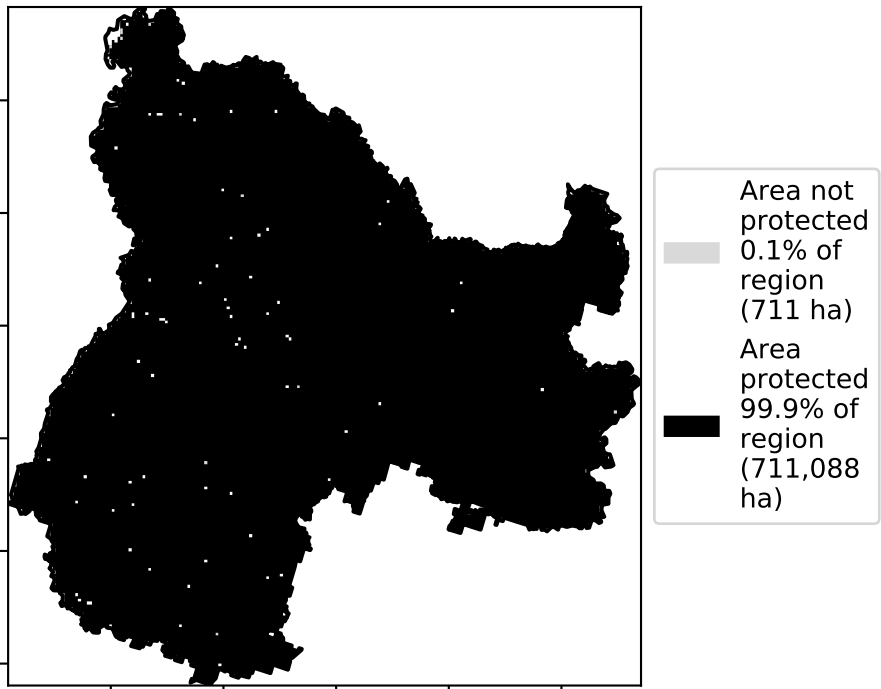 Area not
protected
0.1% of
region
(711 ha)
Area
protected
99.9% of
region
(711,088
ha)